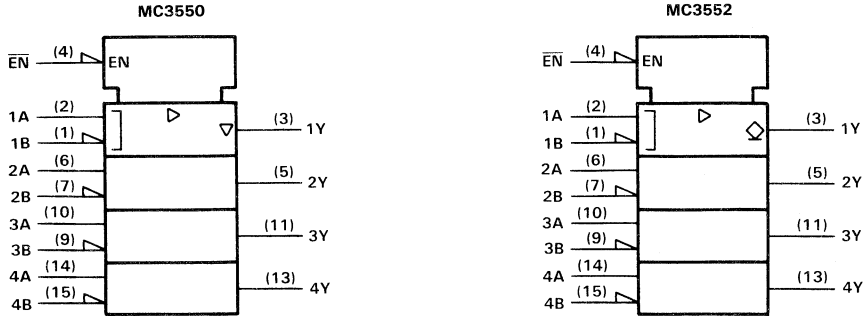 MC3550
EN (4) EN
1A (2)
1B (1)
(3) 1Y
2A (6)
2B (7)
(5) 2Y
3A (10)
3B (9)
(11) 3Y
4A (14)
4B (15)
(13) 4Y
MC3552
EN (4) EN
1A (2)
1B (1)
(3) 1Y
2A (6)
2B (7)
(5) 2Y
3A (10)
3B (9)
(11) 3Y
4A (14)
4B (15)
(13) 4Y